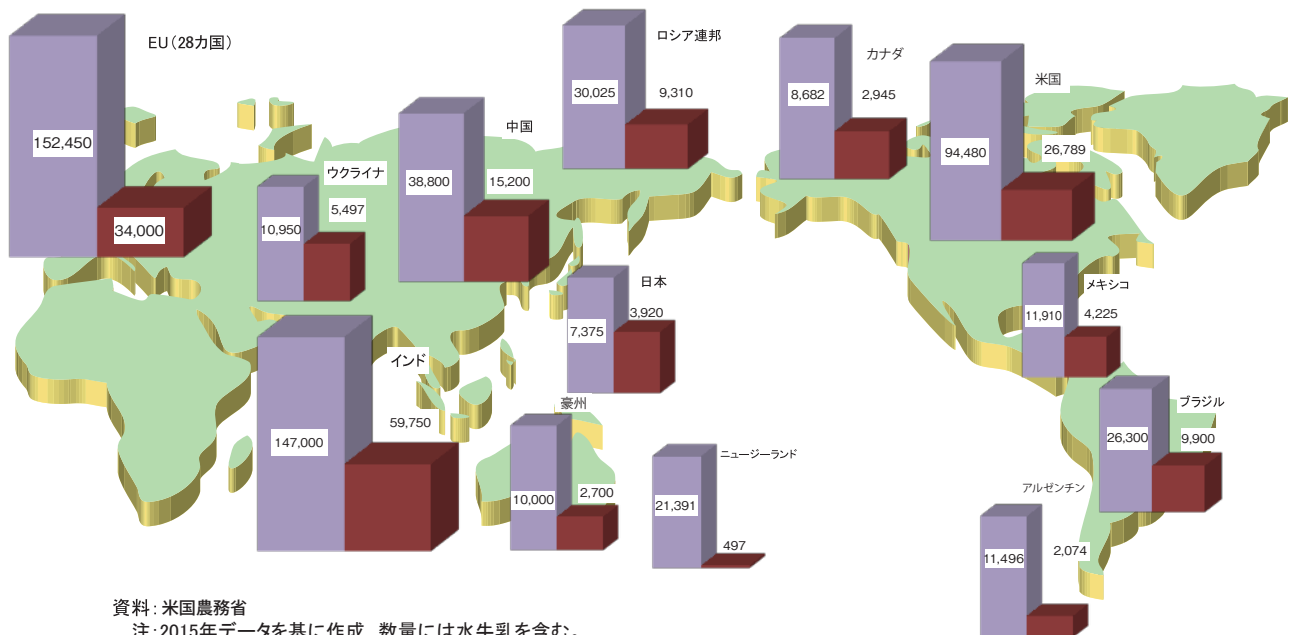 EU（28カ国）
152,450
34,000
ウクライナ
10,950
5,497
中国
38,800
15,200
ロシア連邦
30,025
9,310
カナダ
8,682
2,945
米国
94,480
26,789
日本
7,375
3,920
メキシコ
11,910
4,225
インド
147,000
59,750
豪州
10,000
2,700
ニュージーランド
21,391
497
ブラジル
26,300
9,900
アルゼンチン
11,496
2,074
資料：米国農務省
注：2015年データを基に作成、数量には水牛乳を含む。